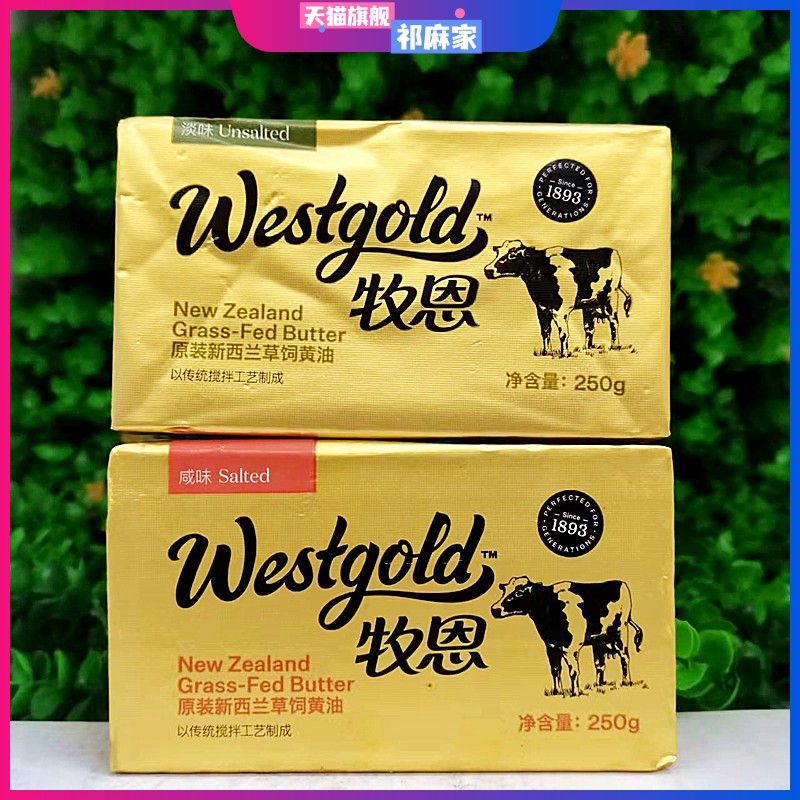 天猫旗舰
祁麻家
淡味 Unsalted
PERFECTED FOR
Since
1893
GENERATIONS
Westgold™
牧恩
New Zealand
Grass-Fed Butter
原装新西兰草饲黄油
以传统搅拌工艺制成
净含量：250g
咸味 Salted
PERFECTED FOR
Since
1893
GENERATIONS
Westgold™
牧恩
New Zealand
Grass-Fed Butter
原装新西兰草饲黄油
以传统搅拌工艺制成
净含量：250g